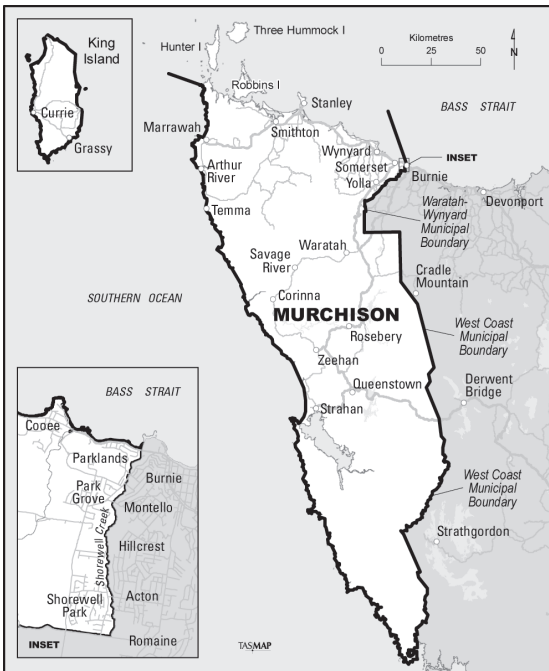 King
Island
Currie
Grassy
Three Hummock I
Hunter I
Robbins I
Kilometres
0 25 50
N
Stanley
BASS STRAIT
Marrawah
Smithton
Wynyard
Somerset
Yolla
INSET
Burnie
Arthur
River
Waratah-
Wynyard
Municipal
Boundary
Devonport
Temma
Waratah
Savage
River
Cradle
Mountain
SOUTHERN OCEAN
Corinna
MURCHISON
Rosebery
West Coast
Municipal
Boundary
Zeehan
Queenstown
Derwent
Bridge
Strahan
West Coast
Municipal
Boundary
Strathgordon
BASS STRAIT
Cooee
Parklands
Burnie
Park
Grove
Montello
Shorewell Creek
Hillcrest
Shorewell
Park
Acton
INSET
Romaine
TASMAP